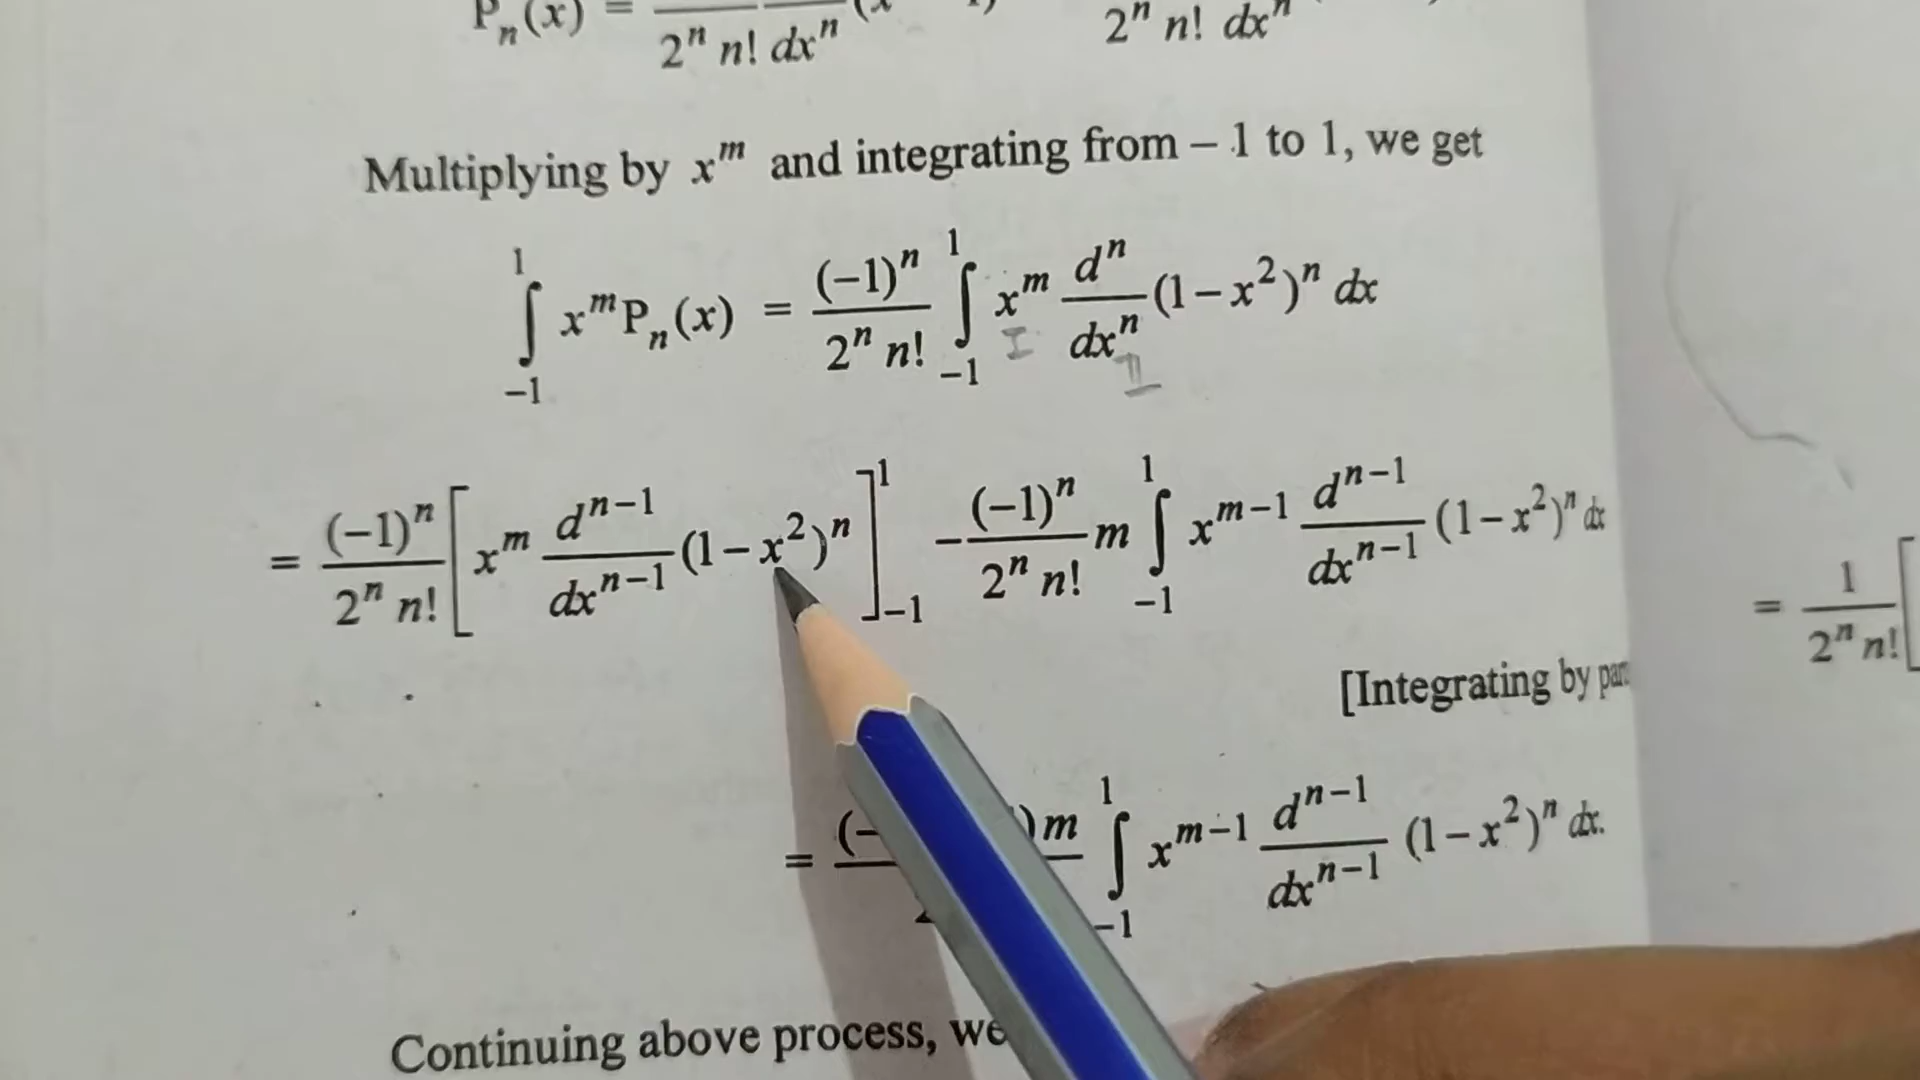 Pₙ(x) = 2ⁿ n! dxⁿ 2ⁿ n! dxⁿ
Multiplying by xᵐ and integrating from – 1 to 1, we get
∫₋₁¹ xᵐ Pₙ(x) = (−1)ⁿ / 2ⁿ n! ∫₋₁¹ xᵐ dⁿ/dxⁿ (1−x²)ⁿ dx
I II
= (−1)ⁿ / 2ⁿ n! [xᵐ dⁿ⁻¹/dxⁿ⁻¹ (1−x²)ⁿ]₋₁¹ − (−1)ⁿ / 2ⁿ n! m ∫₋₁¹ xᵐ⁻¹ dⁿ⁻¹/dxⁿ⁻¹ (1−x²)ⁿ dx
[Integrating by
= (− )m ∫₋₁¹ xᵐ⁻¹ dⁿ⁻¹/dxⁿ⁻¹ (1−x²)ⁿ dx.
Continuing above process, we
= 1 / 2ⁿ n! [